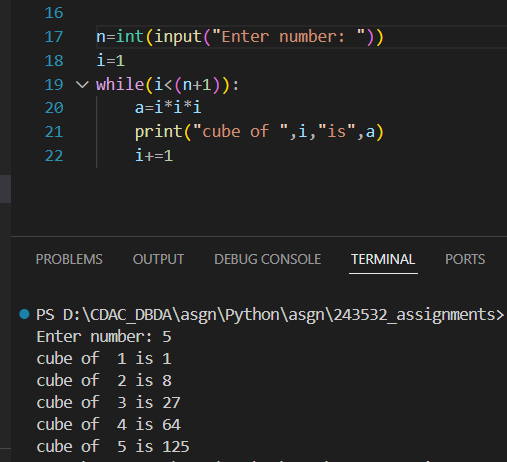 16
17 n=int(input("Enter number: "))
18 i=1
19 while(i<(n+1)):
20 a=i*i*i
21 print("cube of ",i,"is",a)
22 i+=1
PROBLEMS OUTPUT DEBUG CONSOLE TERMINAL PORTS
PS D:\CDAC_DBDA\asgn\Python\asgn\243532_assignments>
Enter number: 5
cube of  1 is 1
cube of  2 is 8
cube of  3 is 27
cube of  4 is 64
cube of  5 is 125